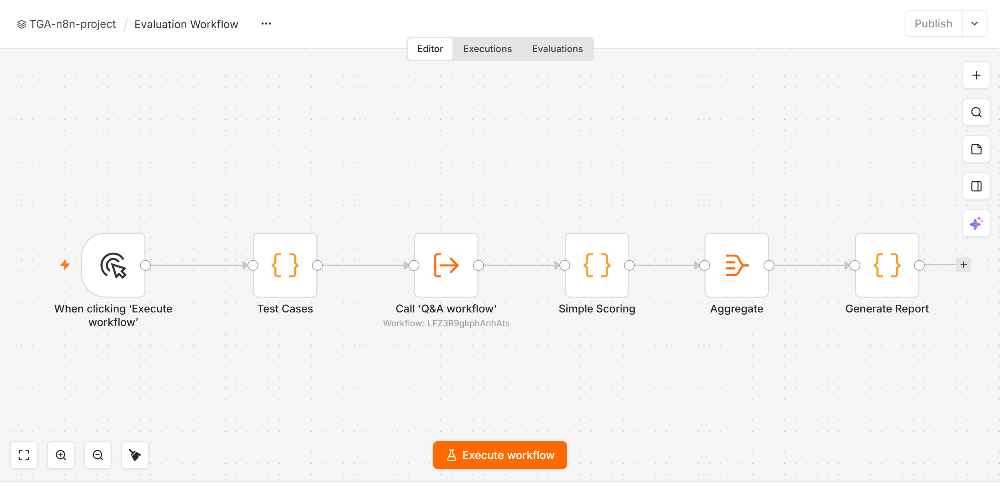 TGA-n8n-project / Evaluation Workflow ...
Publish
Editor Executions Evaluations
When clicking ‘Execute
workflow’
Test Cases
Call 'Q&A workflow'
Workflow: LFZ3R9gkphAnhAts
Simple Scoring
Aggregate
Generate Report
Execute workflow